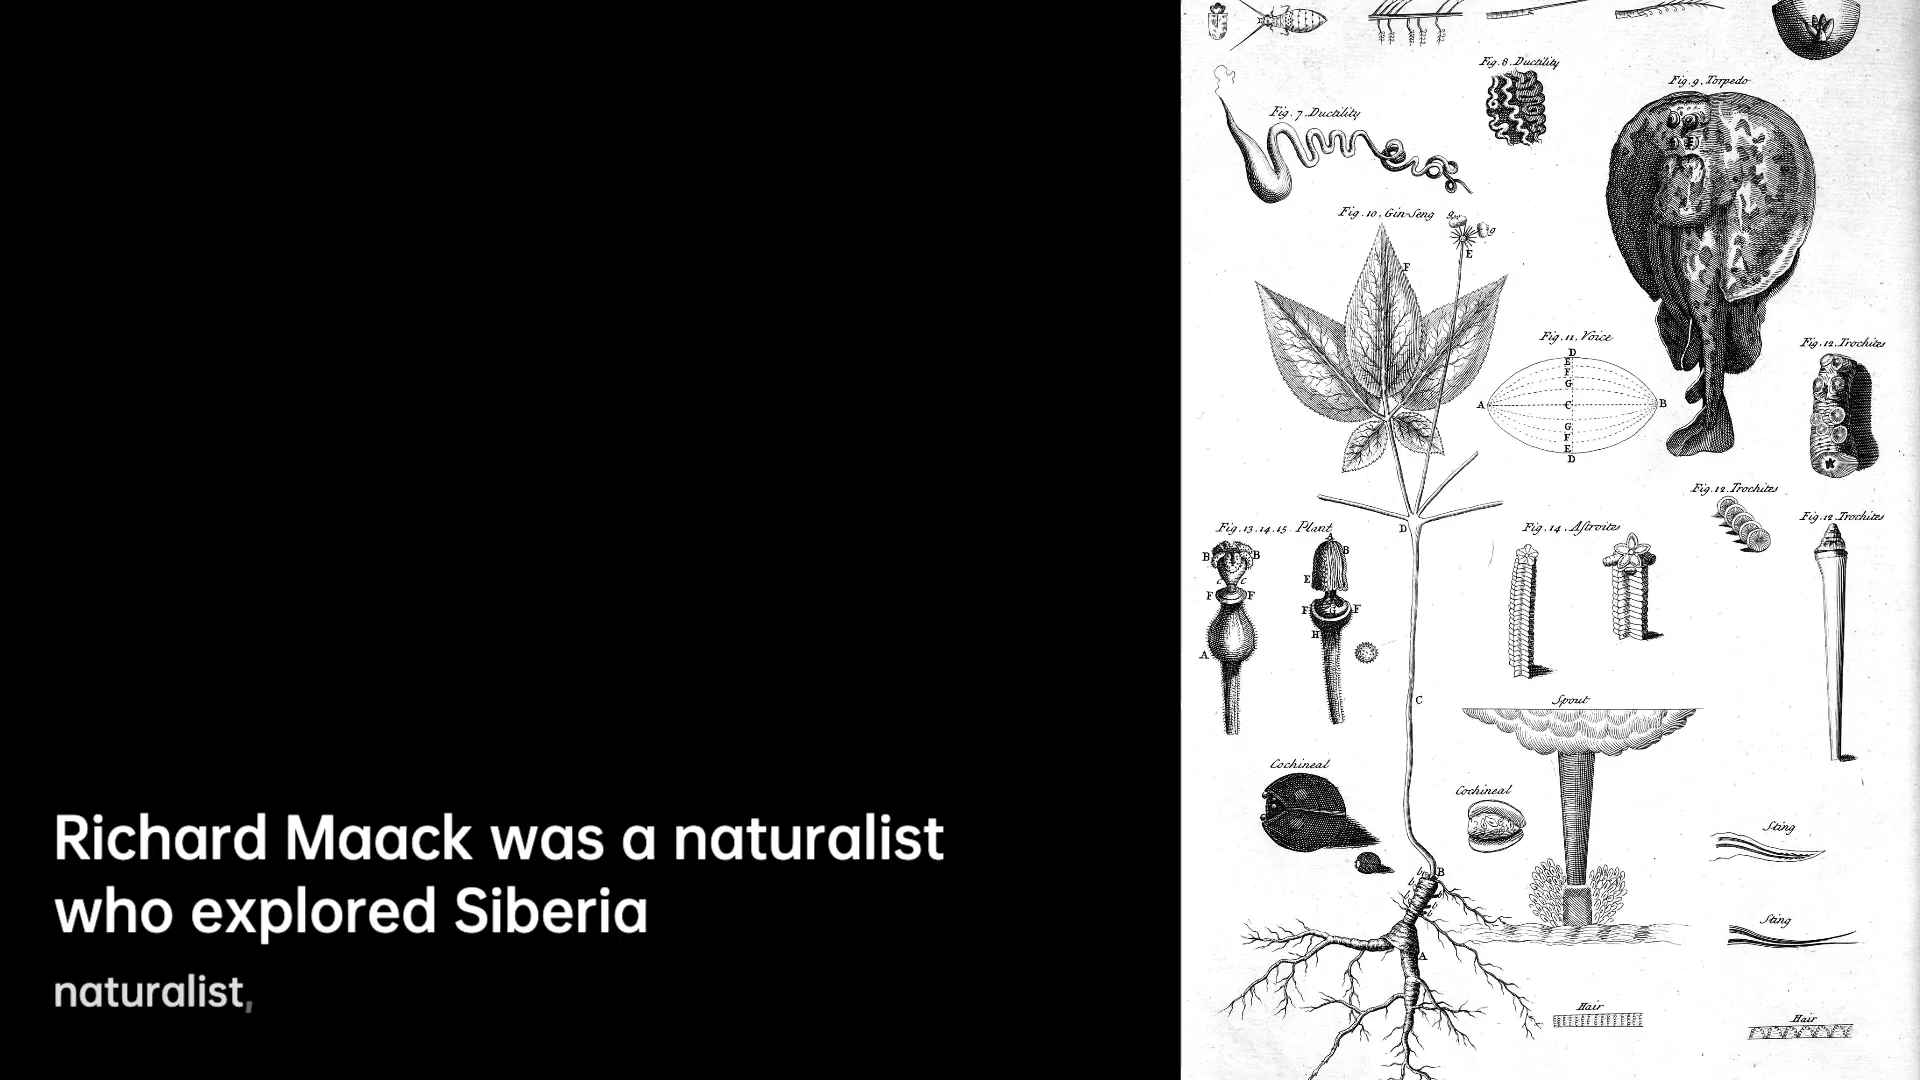 Richard Maack was a naturalist
who explored Siberia
naturalist,
Fig. 8. Ductility
Fig. 9. Torpedo
Fig. 7. Ductility
Fig. 10. Gin-Seng
g
g
E
F
Fig. 11. Voice
D
E
F
G
A
C
B
G
F
E
D
Fig. 12. Trochites
Fig. 12. Trochites
Fig. 12. Trochites
Fig. 13. 14. 15. Plant
D
Fig. 14. Astroites
B
B
c
c
F
F
A
A
B
E
F
G
F
H
C
Spout
Cochineal
Cochineal
Sting
B
Sting
A
Hair
Hair